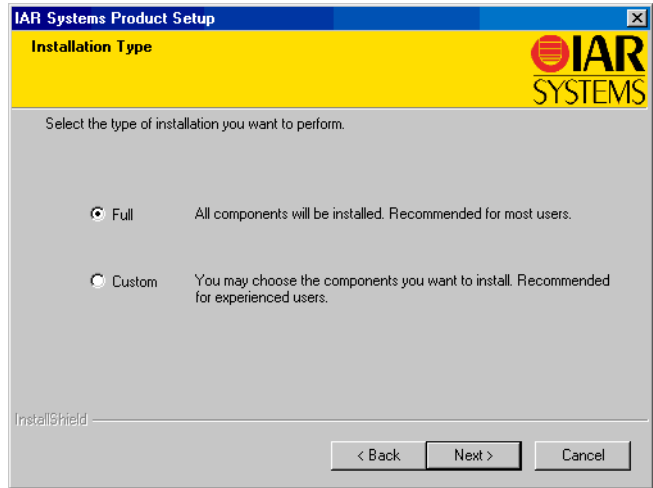 IAR Systems Product Setup
Installation Type
IAR
SYSTEMS
Select the type of installation you want to perform.
Full
All components will be installed. Recommended for most users.
Custom
You may choose the components you want to install. Recommended
for experienced users.
InstallShield
< Back
Next >
Cancel